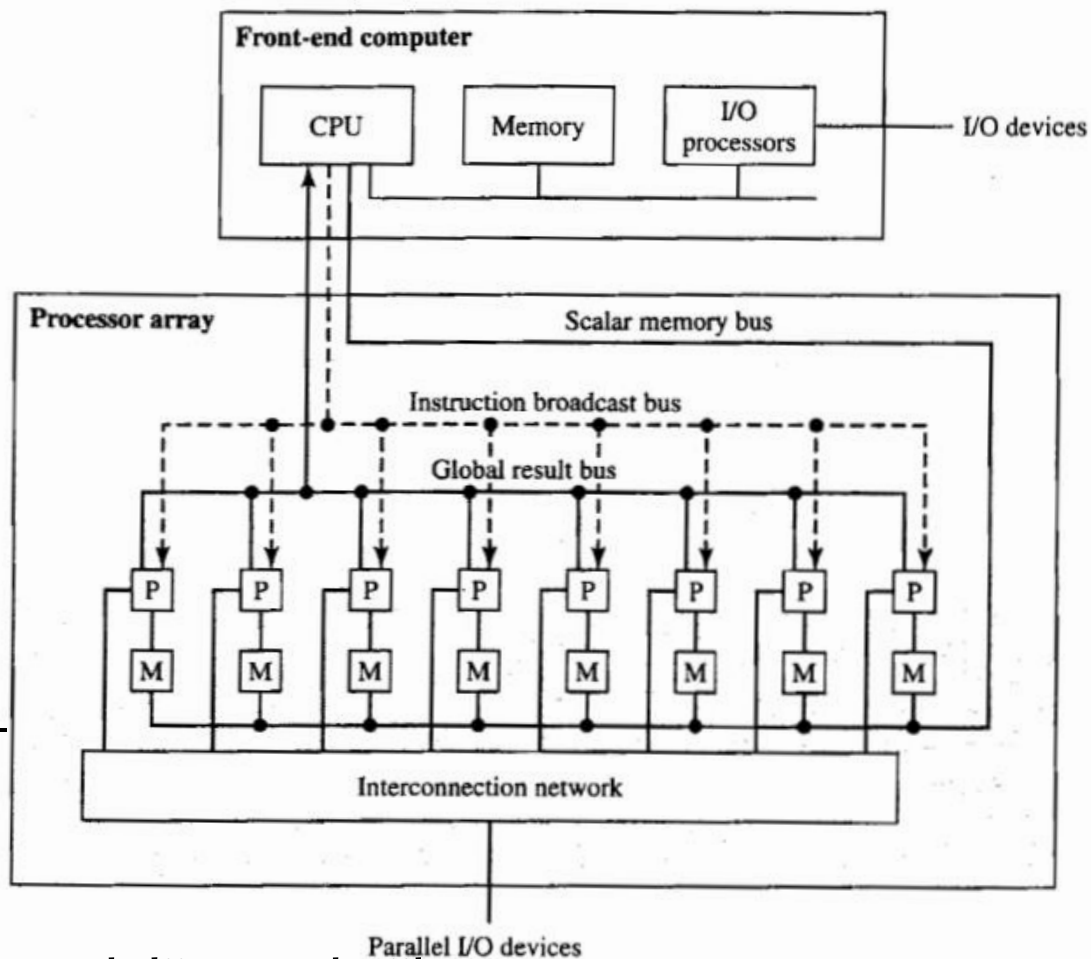 Front-end computer
CPU
Memory
I/O
processors
I/O devices
Processor array
Scalar memory bus
Instruction broadcast bus
Global result bus
P P P P P P P P
M M M M M M M M
Interconnection network
Parallel I/O devices